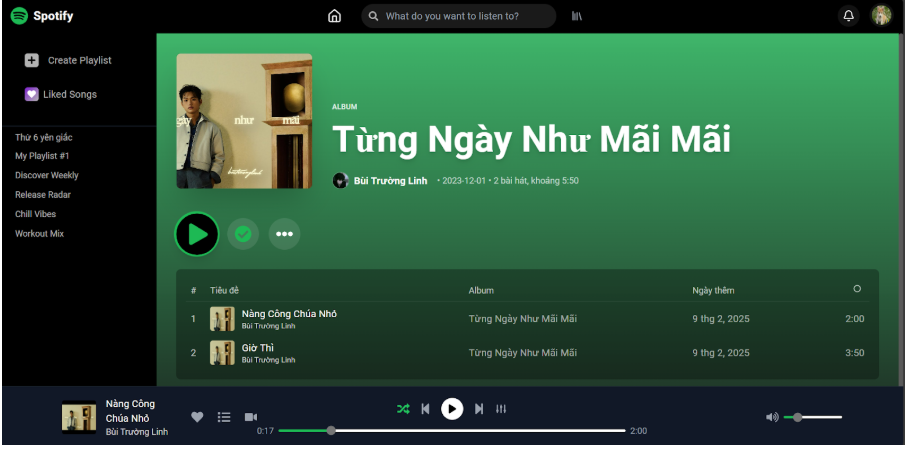 Spotify
What do you want to listen to?
Create Playlist
Liked Songs
Thứ 6 yên giấc
My Playlist #1
Discover Weekly
Release Radar
Chill Vibes
Workout Mix
như mãi
ALBUM
Từng Ngày Như Mãi Mãi
Bùi Trường Linh • 2023-12-01 • 2 bài hát, khoảng 5:50
# Tiêu đề Album Ngày thêm
1 Nàng Công Chúa Nhỏ Từng Ngày Như Mãi Mãi 9 thg 2, 2025 2:00
Bùi Trường Linh
2 Giờ Thì Từng Ngày Như Mãi Mãi 9 thg 2, 2025 3:50
Bùi Trường Linh
Nàng Công
Chúa Nhỏ
Bùi Trường Linh
0:17 2:00